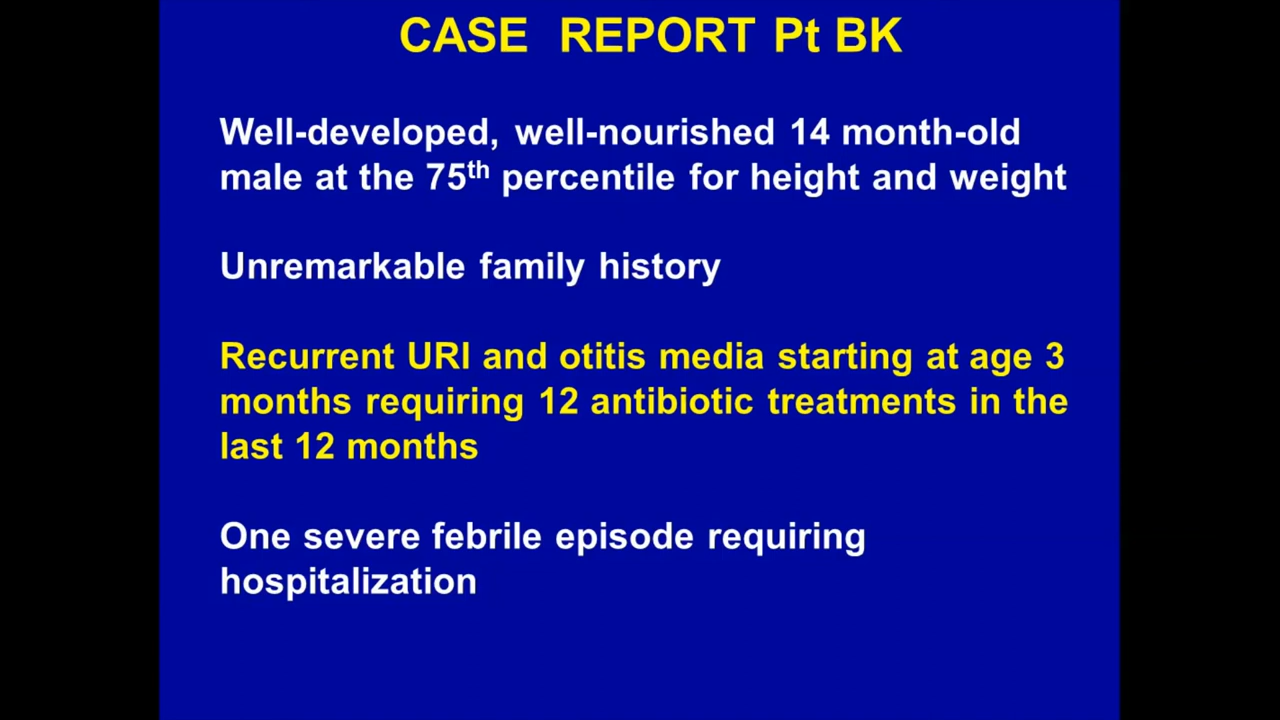 CASE REPORT Pt BK
Well-developed, well-nourished 14 month-old
male at the 75th percentile for height and weight
Unremarkable family history
Recurrent URI and otitis media starting at age 3
months requiring 12 antibiotic treatments in the
last 12 months
One severe febrile episode requiring
hospitalization